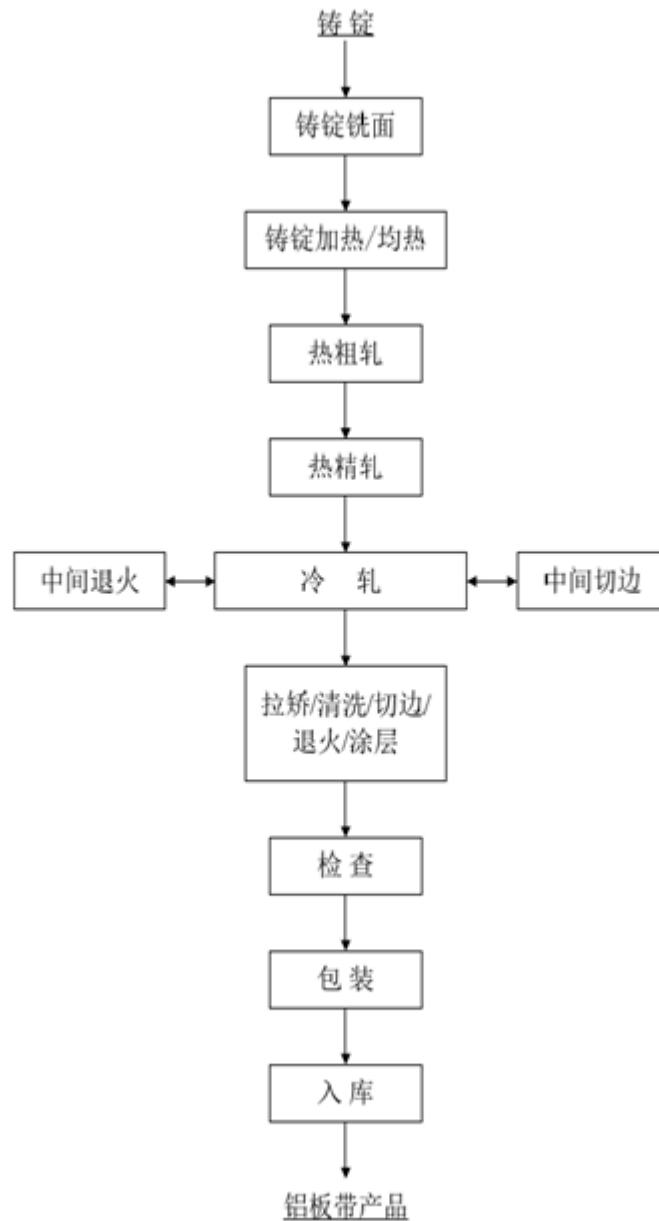 铸 锭
铸锭铣面
铸锭加热/均热
热粗轧
热精轧
中间退火
冷 轧
中间切边
拉矫/清洗/切边/
退火/涂层
检 查
包 装
入 库
铝板带产品